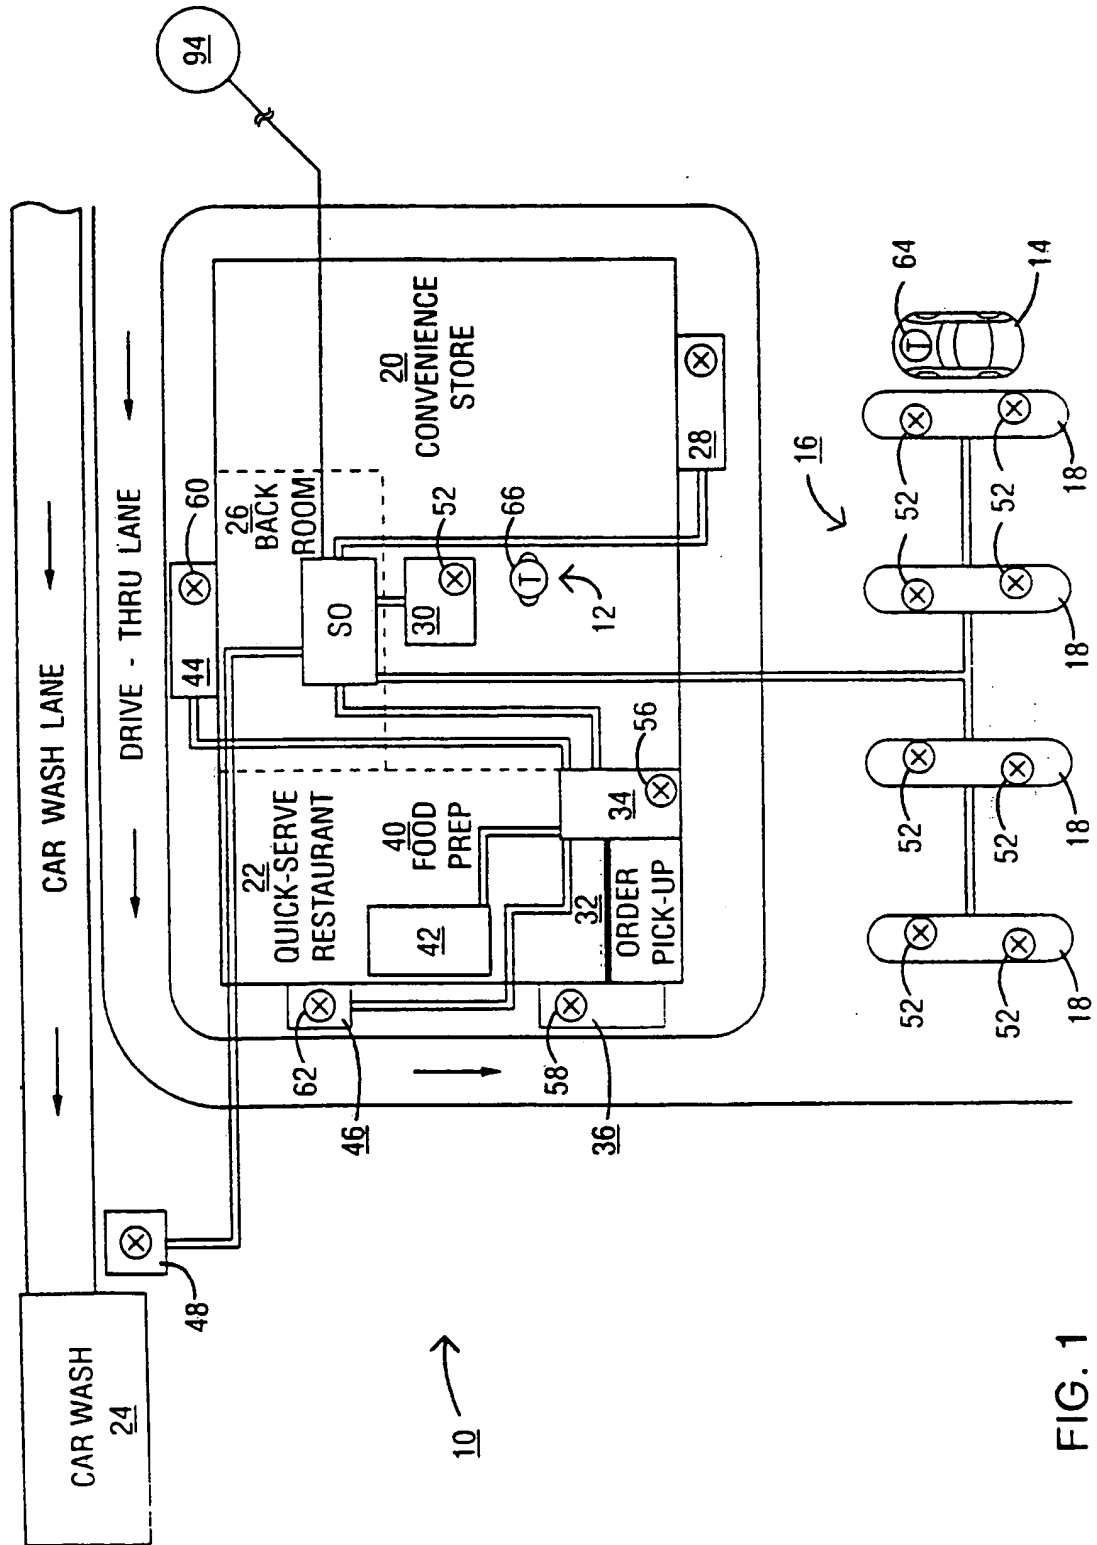 CAR WASH
24
CAR WASH LANE
48
DRIVE - THRU LANE
94
60
44
26
BACK
ROOM
SO
30
52
66
12
20
CONVENIENCE
STORE
28
22
QUICK-SERVE
RESTAURANT
40
FOOD
PREP
42
32
34
56
ORDER
PICK-UP
62
46
58
36
10
16
64
14
T
T
52
52
18
52
52
18
52
52
18
52
52
18
FIG. 1